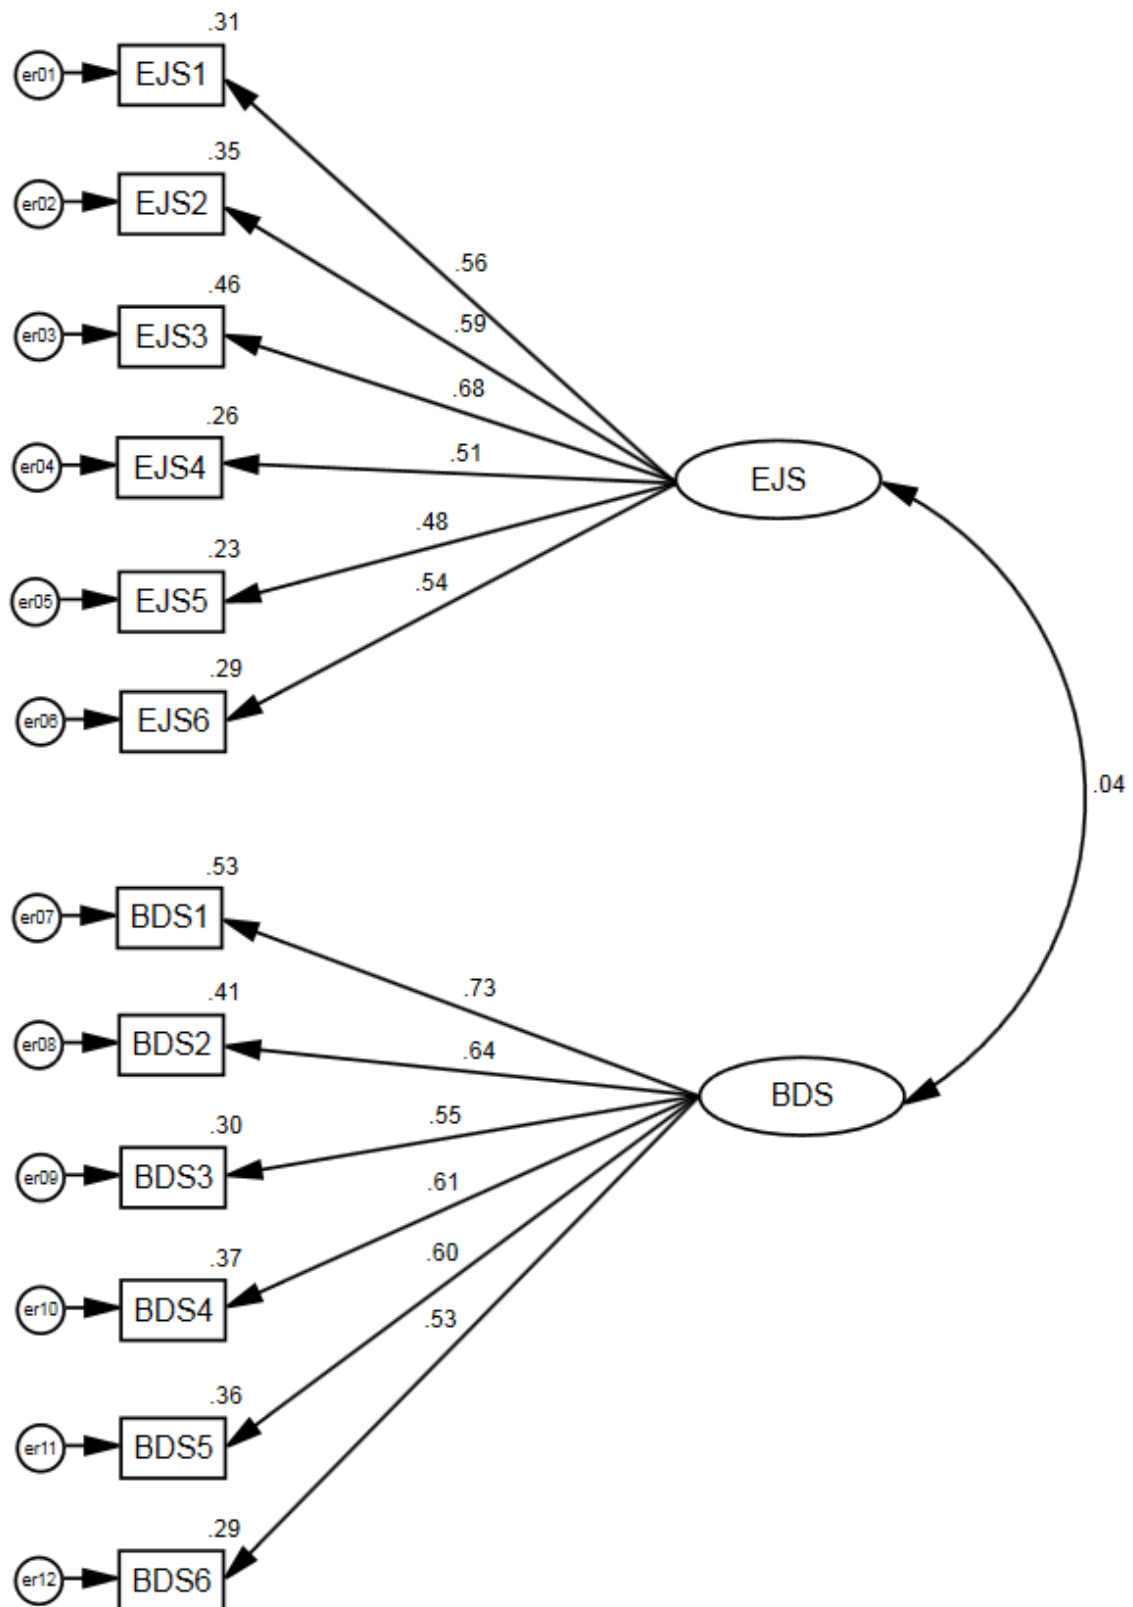 .31
er01
EJS1
.35
er02
EJS2
.56
.46
.59
er03
EJS3
.68
.26
.51
er04
EJS4
EJS
.48
.23
.54
er05
EJS5
.29
er06
EJS6
.04
.53
er07
BDS1
.73
.41
er08
BDS2
.64
BDS
.55
.30
er09
BDS3
.61
.37
.60
er10
BDS4
.53
.36
er11
BDS5
.29
er12
BDS6